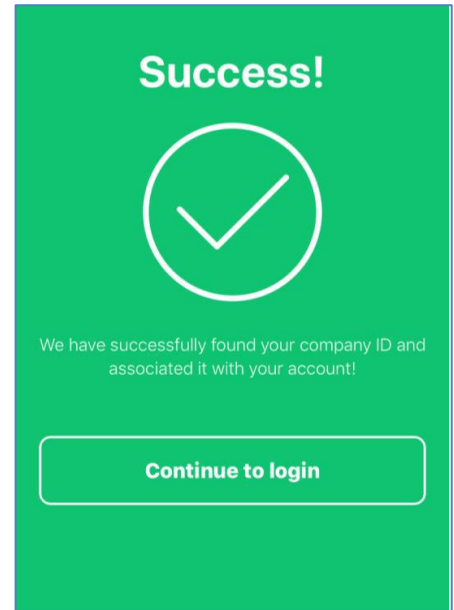 Success!
We have successfully found your company ID and
associated it with your account!
Continue to login